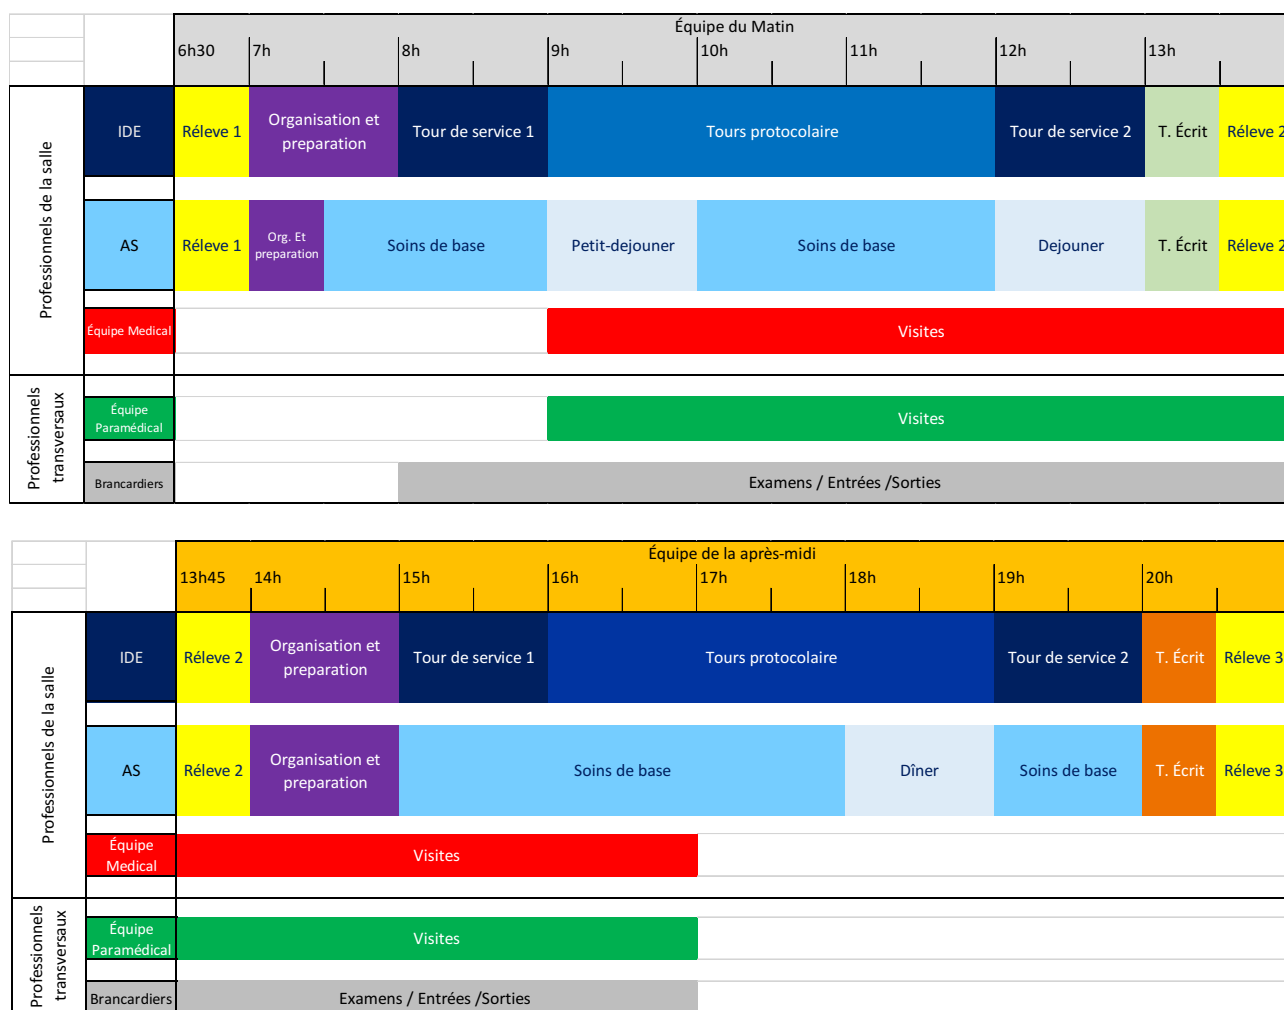 Équipe du Matin
6h30 7h 8h 9h 10h 11h 12h 13h
Professionnels de la salle
IDE
Réleve 1
Organisation et
preparation
Tour de service 1
Tours protocolaire
Tour de service 2
T. Écrit
Réleve 2
AS
Réleve 1
Org. Et
preparation
Soins de base
Petit-dejouner
Soins de base
Dejouner
T. Écrit
Réleve 2
Équipe Medical
Visites
Professionnels
transversaux
Équipe
Paramédical
Visites
Brancardiers
Examens / Entrées /Sorties
Équipe de la après-midi
13h45 14h 15h 16h 17h 18h 19h 20h
Professionnels de la salle
IDE
Réleve 2
Organisation et
preparation
Tour de service 1
Tours protocolaire
Tour de service 2
T. Écrit
Réleve 3
AS
Réleve 2
Organisation et
preparation
Soins de base
Dîner
Soins de base
T. Écrit
Réleve 3
Équipe
Medical
Visites
Professionnels
transversaux
Équipe
Paramédical
Visites
Brancardiers
Examens / Entrées /Sorties